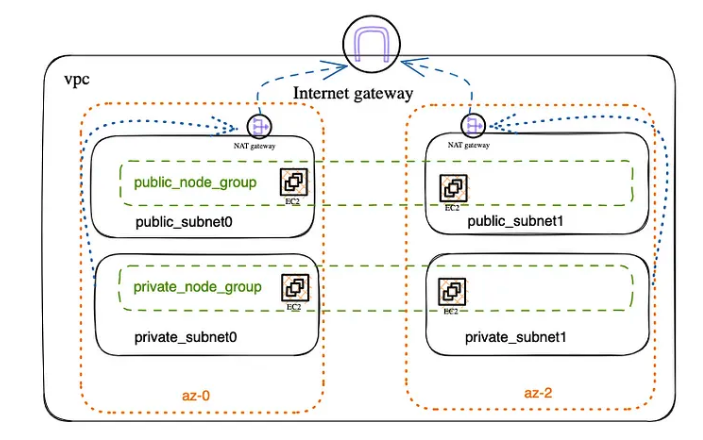 vpc
Internet gateway
NAT gateway
NAT gateway
public_node_group
EC2
EC2
public_subnet0
public_subnet1
private_node_group
EC2
EC2
private_subnet0
private_subnet1
az-0
az-2